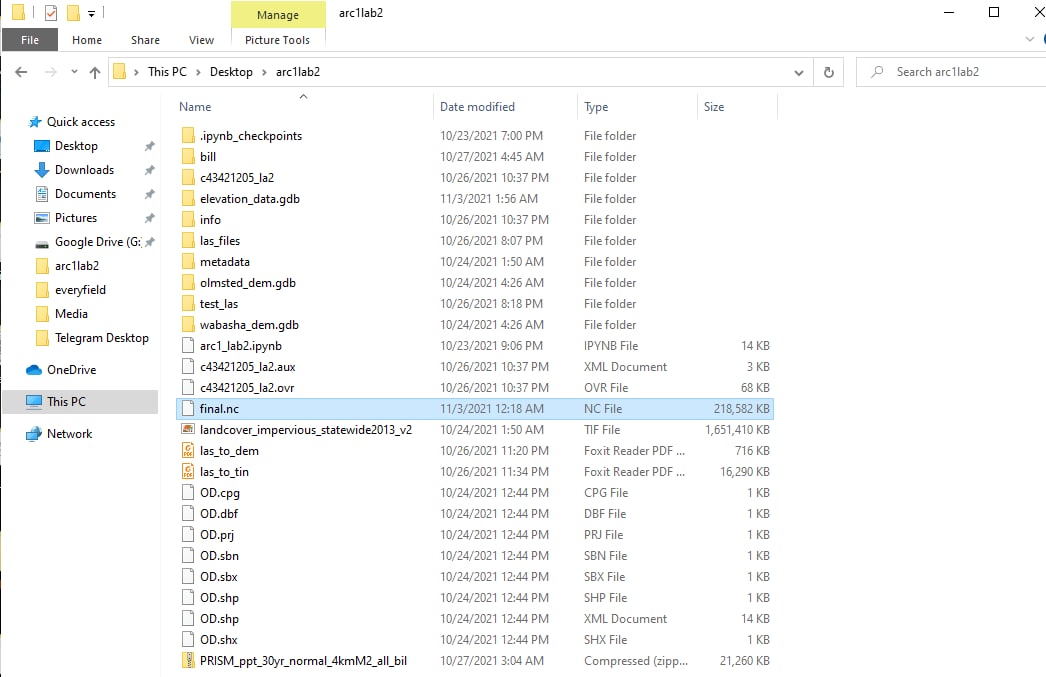 Manage arc1lab2
File Home Share View Picture Tools
This PC Desktop arc1lab2 Search arc1lab2
Name Date modified Type Size
Quick access
Desktop
Downloads
Documents
Pictures
Google Drive (G:
arc1lab2
everyfield
Media
Telegram Desktop
OneDrive
This PC
Network
.ipynb_checkpoints 10/23/2021 7:00 PM File folder
bill 10/27/2021 4:45 AM File folder
c43421205_la2 10/26/2021 10:37 PM File folder
elevation_data.gdb 11/3/2021 1:56 AM File folder
info 10/26/2021 10:37 PM File folder
las_files 10/26/2021 8:07 PM File folder
metadata 10/24/2021 1:50 AM File folder
olmsted_dem.gdb 10/24/2021 4:26 AM File folder
test_las 10/26/2021 8:18 PM File folder
wabasha_dem.gdb 10/24/2021 4:26 AM File folder
arc1_lab2.ipynb 10/23/2021 9:06 PM IPYNB File 14 KB
c43421205_la2.aux 10/26/2021 10:37 PM XML Document 3 KB
c43421205_la2.ovr 10/26/2021 10:37 PM OVR File 68 KB
final.nc 11/3/2021 12:18 AM NC File 218,582 KB
landcover_impervious_statewide2013_v2 10/24/2021 1:50 AM TIF File 1,651,410 KB
las_to_dem 10/26/2021 11:20 PM Foxit Reader PDF ... 716 KB
las_to_tin 10/26/2021 11:34 PM Foxit Reader PDF ... 16,290 KB
OD.cpg 10/24/2021 12:44 PM CPG File 1 KB
OD.dbf 10/24/2021 12:44 PM DBF File 1 KB
OD.prj 10/24/2021 12:44 PM PRJ File 1 KB
OD.sbn 10/24/2021 12:44 PM SBN File 1 KB
OD.sbx 10/24/2021 12:44 PM SBX File 1 KB
OD.shp 10/24/2021 12:44 PM SHP File 1 KB
OD.shp 10/24/2021 12:44 PM XML Document 14 KB
OD.shx 10/24/2021 12:44 PM SHX File 1 KB
PRISM_ppt_30yr_normal_4kmM2_all_bil 10/27/2021 3:04 AM Compressed (zipp... 21,260 KB